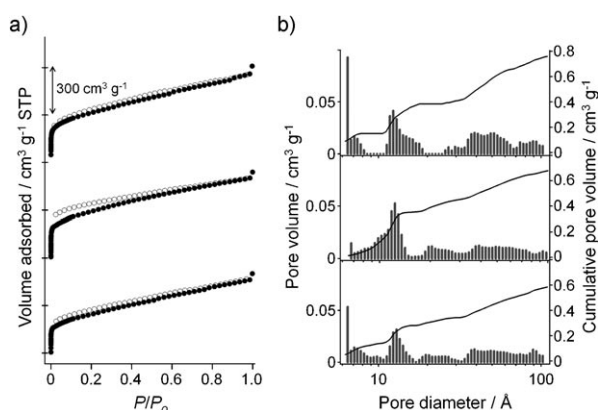 a)
300 cm³ g⁻¹
Volume adsorbed / cm³ g⁻¹ STP
0 0.2 0.4 0.6 0.8 1.0
P/P₀
b)
Pore volume / cm³ g⁻¹
0.05
0
0.05
0
0.05
0
0.8
0.6
0.4
0.2
0
0.6
0.4
0.2
0
0.6
0.4
0.2
0
Cumulative pore volume / cm³ g⁻¹
10 100
Pore diameter / Å